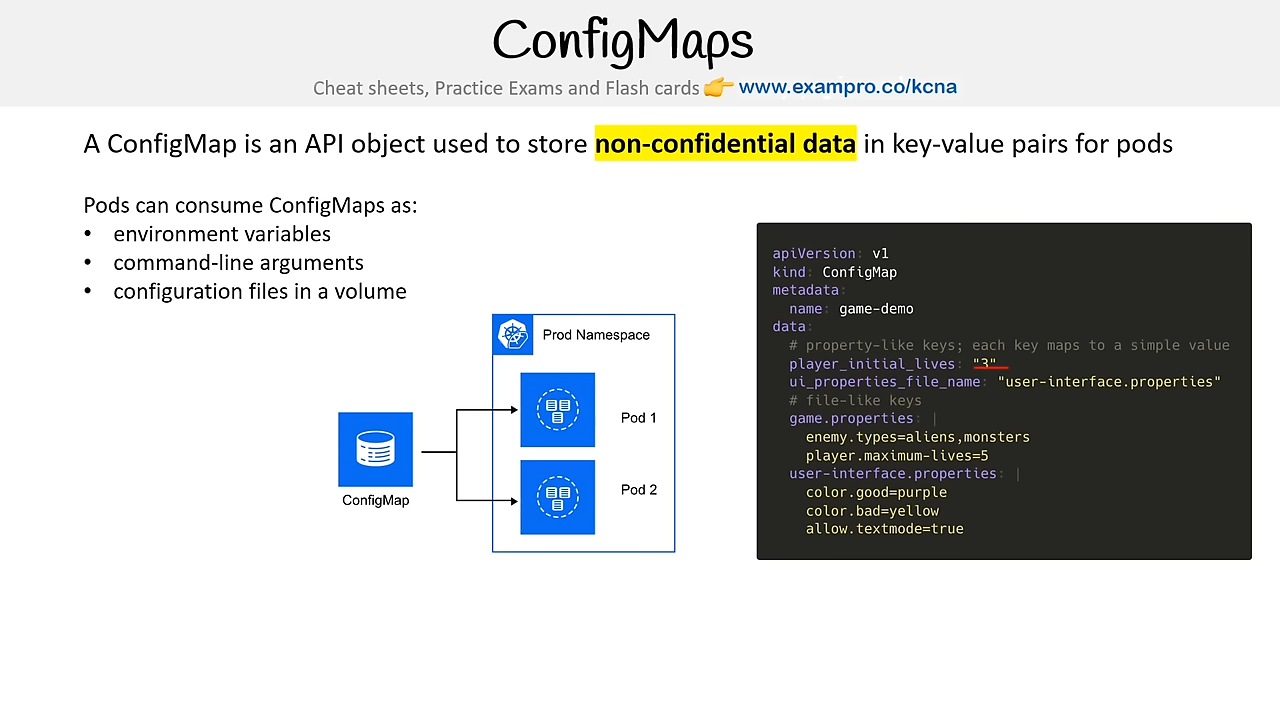 ConfigMaps
Cheat sheets, Practice Exams and Flash cards 👉 www.exampro.co/kcna
A ConfigMap is an API object used to store non-confidential data in key-value pairs for pods
Pods can consume ConfigMaps as:
• environment variables
• command-line arguments
• configuration files in a volume
Prod Namespace
Pod 1
Pod 2
ConfigMap
apiVersion: v1
kind: ConfigMap
metadata:
  name: game-demo
data:
  # property-like keys; each key maps to a simple value
  player_initial_lives: "3"
  ui_properties_file_name: "user-interface.properties"
  # file-like keys
  game.properties: |
    enemy.types=aliens,monsters
    player.maximum-lives=5
  user-interface.properties: |
    color.good=purple
    color.bad=yellow
    allow.textmode=true